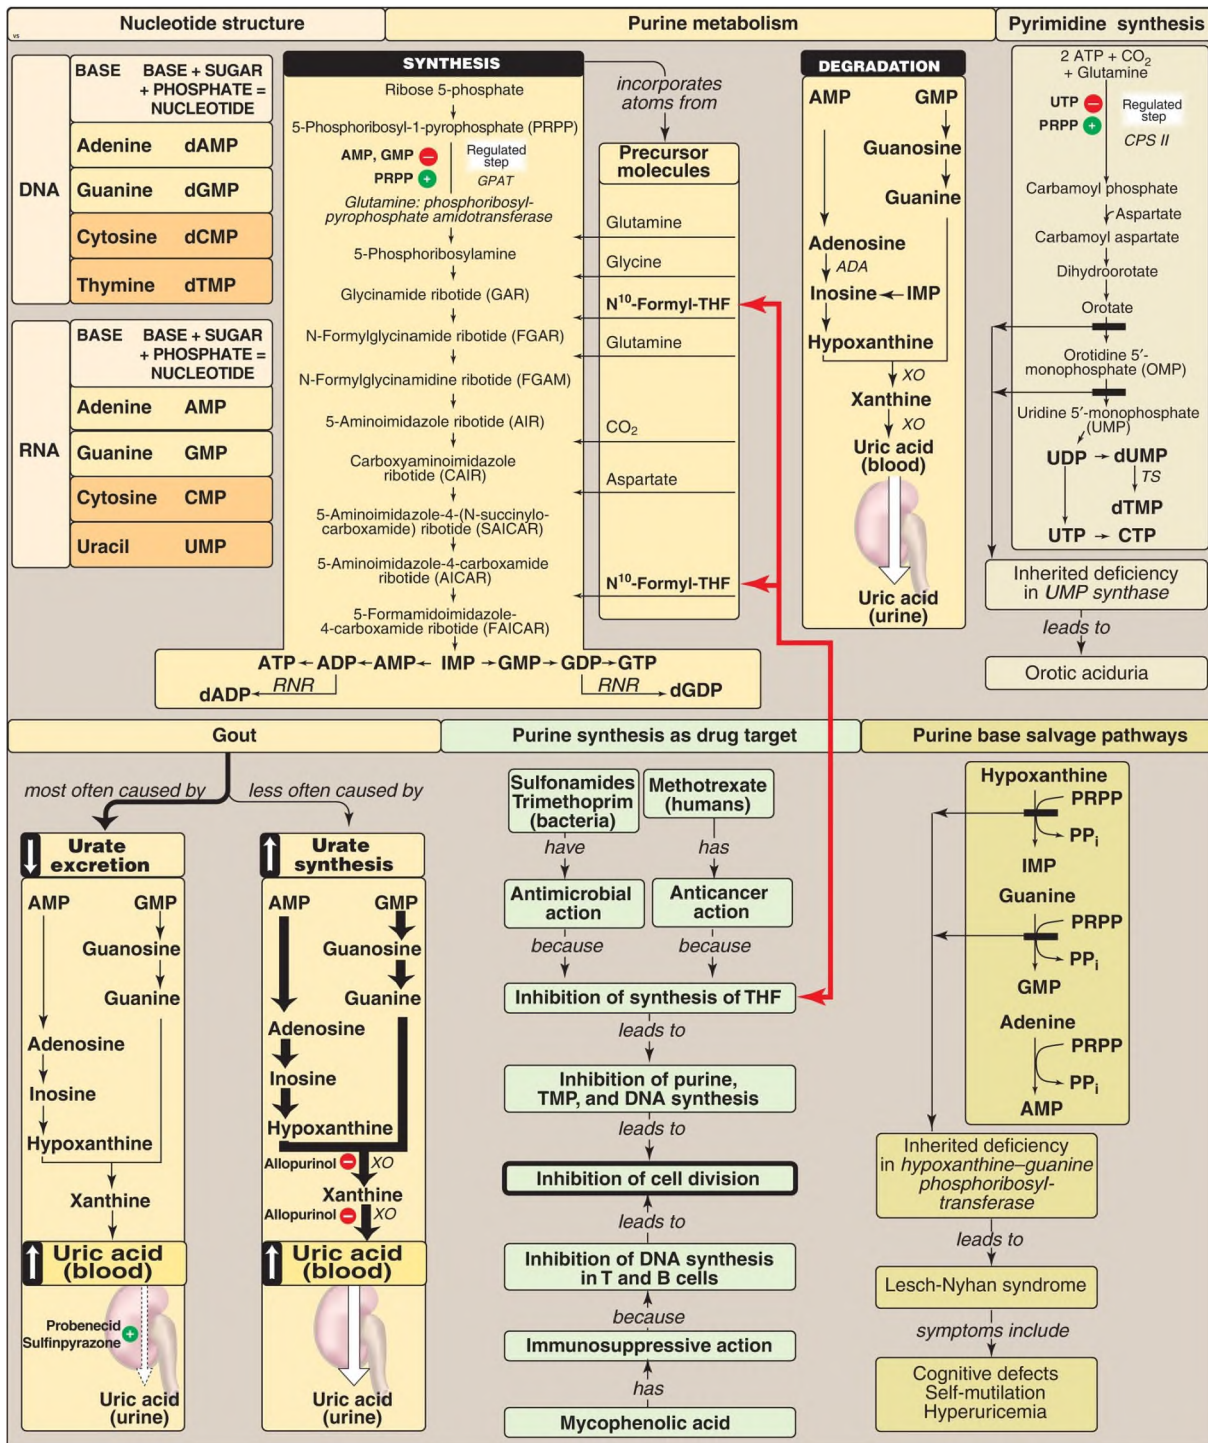 Nucleotide structure
vs
BASE
BASE + SUGAR
+ PHOSPHATE =
NUCLEOTIDE
DNA
Adenine dAMP
Guanine dGMP
Cytosine dCMP
Thymine dTMP
BASE
BASE + SUGAR
+ PHOSPHATE =
NUCLEOTIDE
RNA
Adenine AMP
Guanine GMP
Cytosine CMP
Uracil UMP
Purine metabolism
SYNTHESIS
Ribose 5-phosphate
5-Phosphoribosyl-1-pyrophosphate (PRPP)
AMP, GMP −
PRPP +
Regulated
step
GPAT
Glutamine: phosphoribosyl-
pyrophosphate amidotransferase
5-Phosphoribosylamine
Glycinamide ribotide (GAR)
N-Formylglycinamide ribotide (FGAR)
N-Formylglycinamidine ribotide (FGAM)
5-Aminoimidazole ribotide (AIR)
Carboxyaminoimidazole
ribotide (CAIR)
5-Aminoimidazole-4-(N-succinylo-
carboxamide) ribotide (SAICAR)
5-Aminoimidazole-4-carboxamide
ribotide (AICAR)
5-Formamidoimidazole-
4-carboxamide ribotide (FAICAR)
ATP ADP AMP IMP GMP GDP GTP
RNR RNR
dADP dGDP
incorporates
atoms from
Precursor
molecules
Glutamine
Glycine
N¹⁰-Formyl-THF
Glutamine
CO₂
Aspartate
N¹⁰-Formyl-THF
DEGRADATION
AMP GMP
Guanosine
Guanine
Adenosine
ADA
Inosine IMP
Hypoxanthine
XO
Xanthine
XO
Uric acid
(blood)
Uric acid
(urine)
Pyrimidine synthesis
2 ATP + CO₂
+ Glutamine
UTP −
PRPP +
Regulated
step
CPS II
Carbamoyl phosphate
Aspartate
Carbamoyl aspartate
Dihydroorotate
Orotate
Orotidine 5′-
monophosphate (OMP)
Uridine 5′-monophosphate
(UMP)
UDP dUMP
TS
dTMP
UTP CTP
Inherited deficiency
in UMP synthase
leads to
Orotic aciduria
Gout
most often caused by
less often caused by
Urate
excretion
AMP GMP
Guanosine
Guanine
Adenosine
Inosine
Hypoxanthine
Xanthine
Uric acid
(blood)
Probenecid
Sulfinpyrazone
+
Uric acid
(urine)
Urate
synthesis
AMP GMP
Guanosine
Guanine
Adenosine
Inosine
Hypoxanthine
Allopurinol − XO
Xanthine
Allopurinol − XO
Uric acid
(blood)
Uric acid
(urine)
Purine synthesis as drug target
Sulfonamides
Trimethoprim
(bacteria)
have
Antimicrobial
action
because
Methotrexate
(humans)
has
Anticancer
action
because
Inhibition of synthesis of THF
leads to
Inhibition of purine,
TMP, and DNA synthesis
leads to
Inhibition of cell division
leads to
Inhibition of DNA synthesis
in T and B cells
because
Immunosuppressive action
has
Mycophenolic acid
Purine base salvage pathways
Hypoxanthine
PRPP
PPᵢ
IMP
Guanine
PRPP
PPᵢ
GMP
Adenine
PRPP
PPᵢ
AMP
Inherited deficiency
in hypoxanthine–guanine
phosphoribosyl-
transferase
leads to
Lesch-Nyhan syndrome
symptoms include
Cognitive defects
Self-mutilation
Hyperuricemia